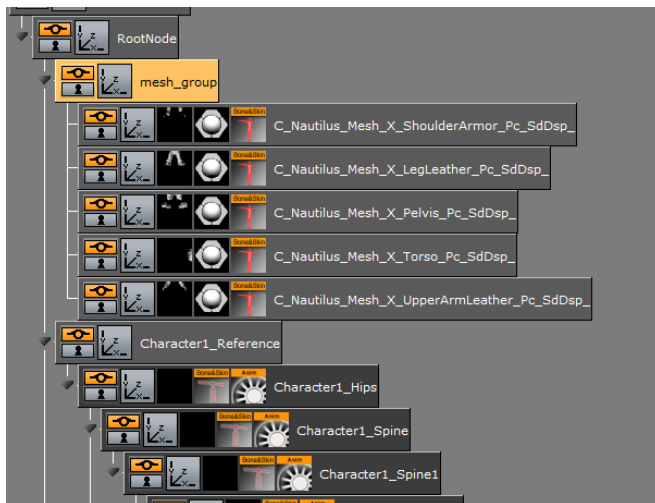 RootNode
mesh_group
Bone&Skin
C_Nautilus_Mesh_X_ShoulderArmor_Pc_SdDsp_
Bone&Skin
C_Nautilus_Mesh_X_LegLeather_Pc_SdDsp_
Bone&Skin
C_Nautilus_Mesh_X_Pelvis_Pc_SdDsp_
Bone&Skin
C_Nautilus_Mesh_X_Torso_Pc_SdDsp_
Bone&Skin
C_Nautilus_Mesh_X_UpperArmLeather_Pc_SdDsp_
Character1_Reference
Bone&Skin Anim
Character1_Hips
Bone&Skin Anim
Character1_Spine
Bone&Skin Anim
Character1_Spine1